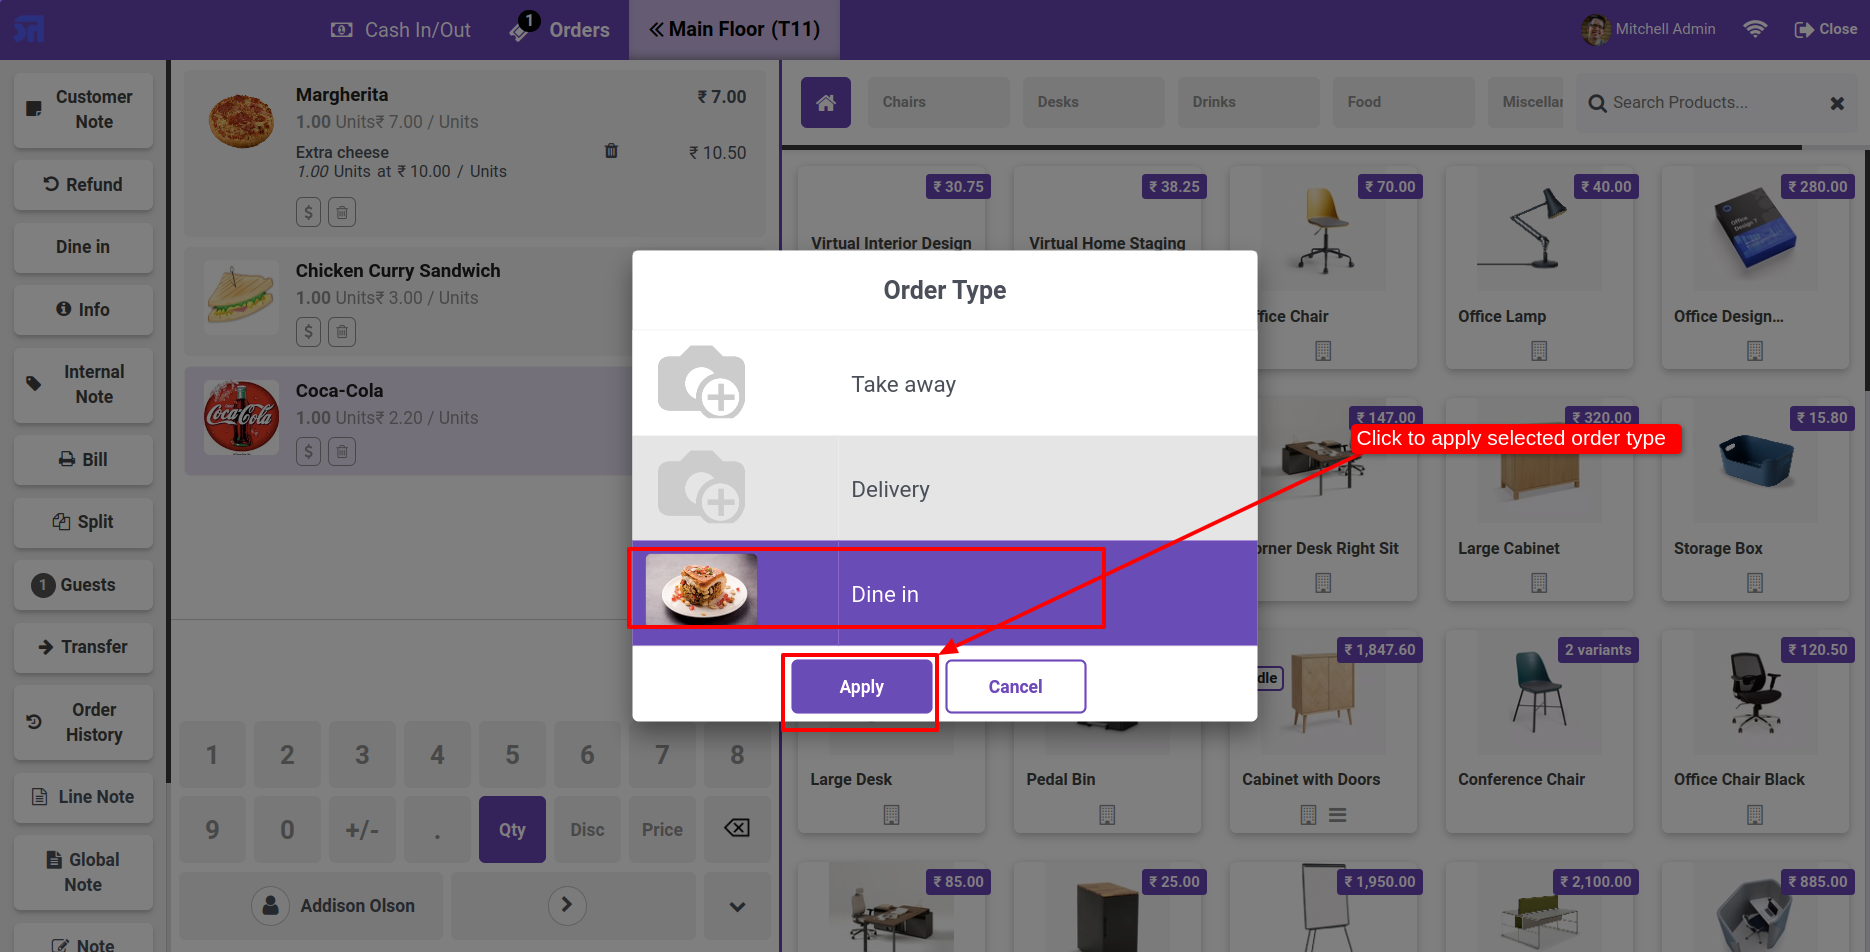 Cash In/Out
1
Orders
Main Floor (T11)
Mitchell Admin
Close
Customer
Note
Refund
Dine in
Info
Internal
Note
Bill
Split
1 Guests
Transfer
Order
History
Line Note
Global
Note
Note
Margherita
₹ 7.00
1.00 Units₹ 7.00 / Units
Extra cheese
₹ 10.50
1.00 Units at ₹ 10.00 / Units
$
Chicken Curry Sandwich
1.00 Units₹ 3.00 / Units
$
Coca-Cola
1.00 Units₹ 2.20 / Units
$
Coca-Cola
1 2 3 4 5 6 7 8
9 0 +/- . Qty Disc Price
Addison Olson
Chairs
Desks
Drinks
Food
Miscellar
Search Products...
₹ 30.75
Virtual Interior Design
₹ 38.25
Virtual Home Staging
₹ 70.00
fice Chair
₹ 40.00
Office Lamp
₹ 280.00
Office
Design 7
Office Design...
₹ 147.00
orner Desk Right Sit
₹ 320.00
Large Cabinet
₹ 15.80
Storage Box
Large Desk
Pedal Bin
₹ 1,847.60
dle
Cabinet with Doors
2 variants
Conference Chair
₹ 120.50
Office Chair Black
₹ 85.00
₹ 25.00
₹ 1,950.00
₹ 2,100.00
₹ 885.00
Order Type
Take away
Delivery
Dine in
Apply
Cancel
Click to apply selected order type